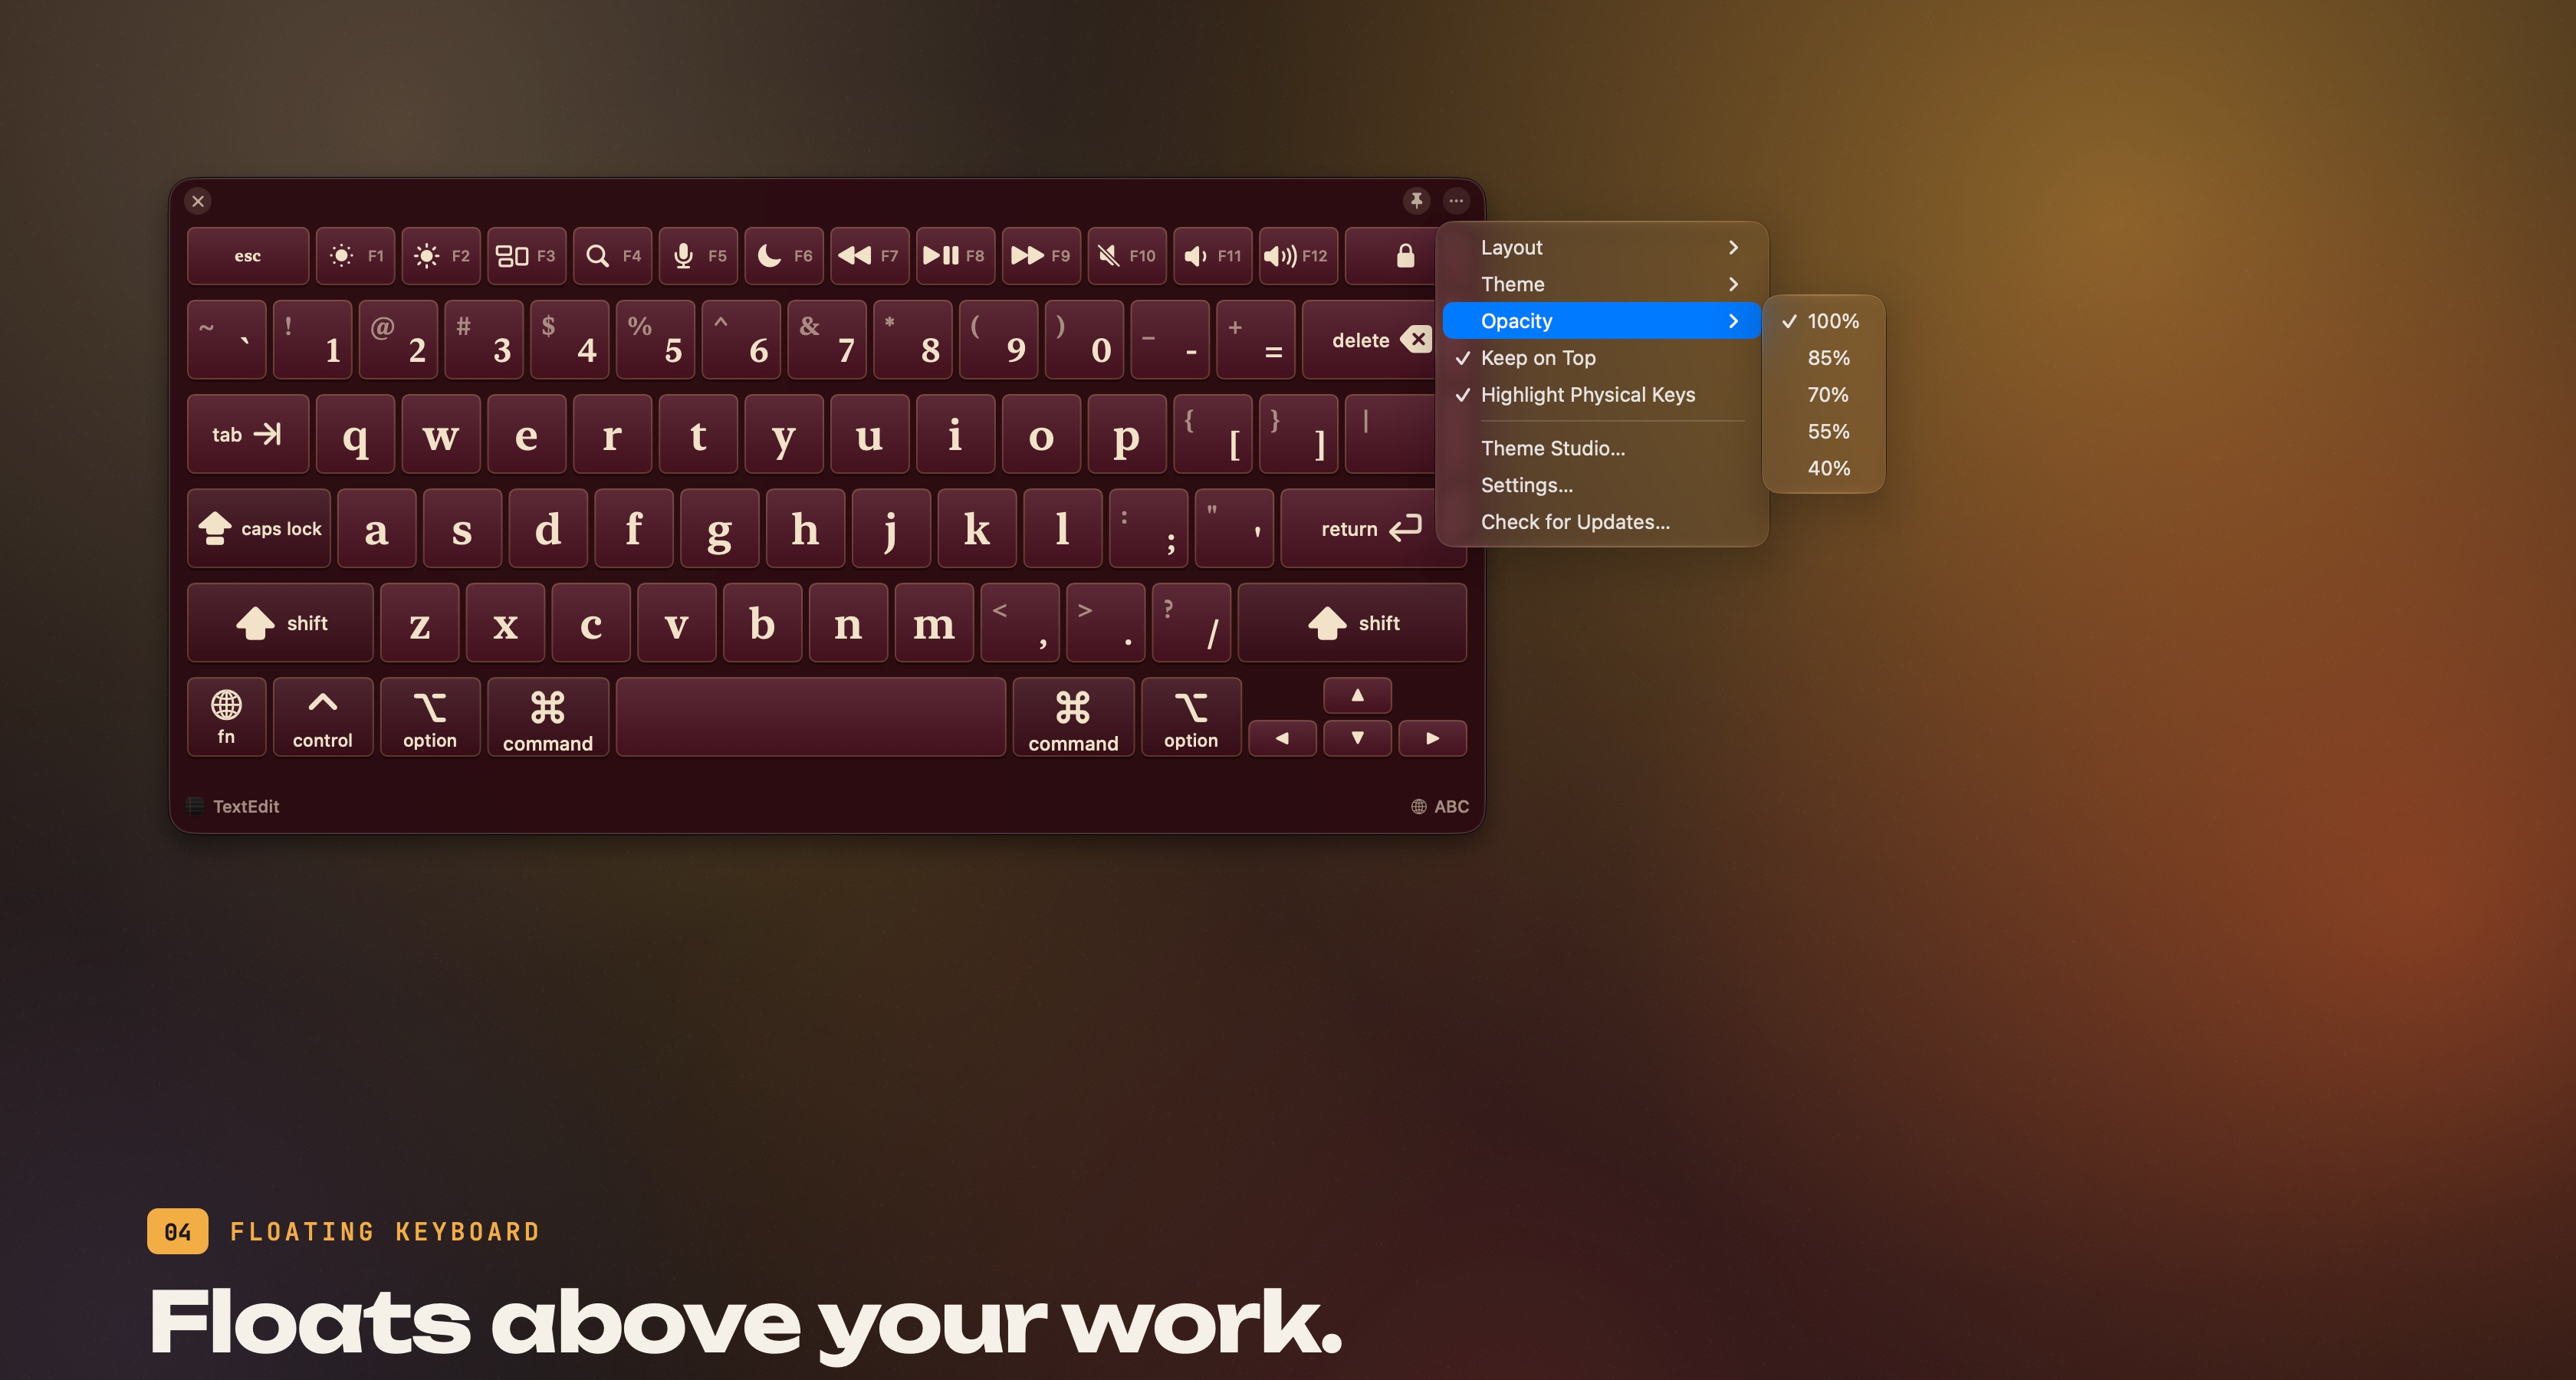 esc F1 F2 F3 F4 F5 F6 F7 F8 F9 F10 F11 F12
~ ` ! 1 @ 2 # 3 $ 4 % 5 ^ 6 & 7 * 8 ( 9 ) 0 _ - + = delete
tab q w e r t y u i o p { [ } ] |
caps lock a s d f g h j k l : ; " ' return
shift z x c v b n m < , > . ? / shift
fn control option command command option
TextEdit ABC
Layout
Theme
Opacity
Keep on Top
Highlight Physical Keys
Theme Studio...
Settings...
Check for Updates...
100%
85%
70%
55%
40%
04 FLOATING KEYBOARD
Floats above your work.